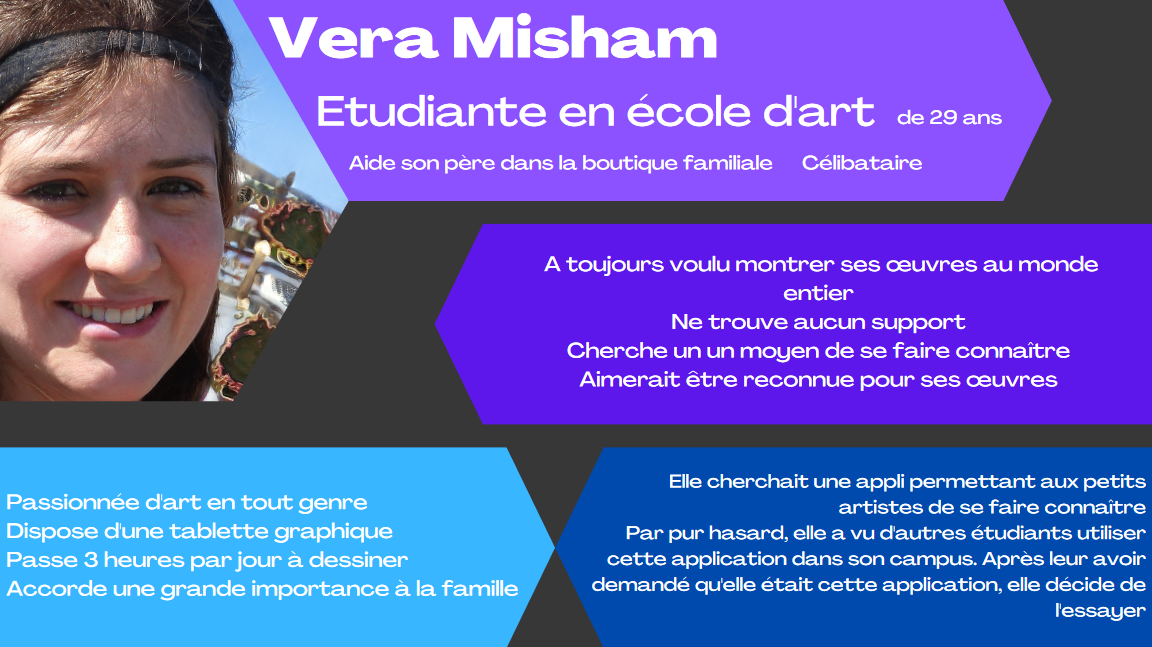 Vera Misham
Etudiante en école d'art de 29 ans
Aide son père dans la boutique familiale Célibataire
A toujours voulu montrer ses œuvres au monde
entier
Ne trouve aucun support
Cherche un un moyen de se faire connaître
Aimerait être reconnue pour ses œuvres
Passionnée d'art en tout genre
Dispose d'une tablette graphique
Passe 3 heures par jour à dessiner
Accorde une grande importance à la famille
Elle cherchait une appli permettant aux petits
artistes de se faire connaître
Par pur hasard, elle a vu d'autres étudiants utiliser
cette application dans son campus. Après leur avoir
demandé qu'elle était cette application, elle décide de
l'essayer